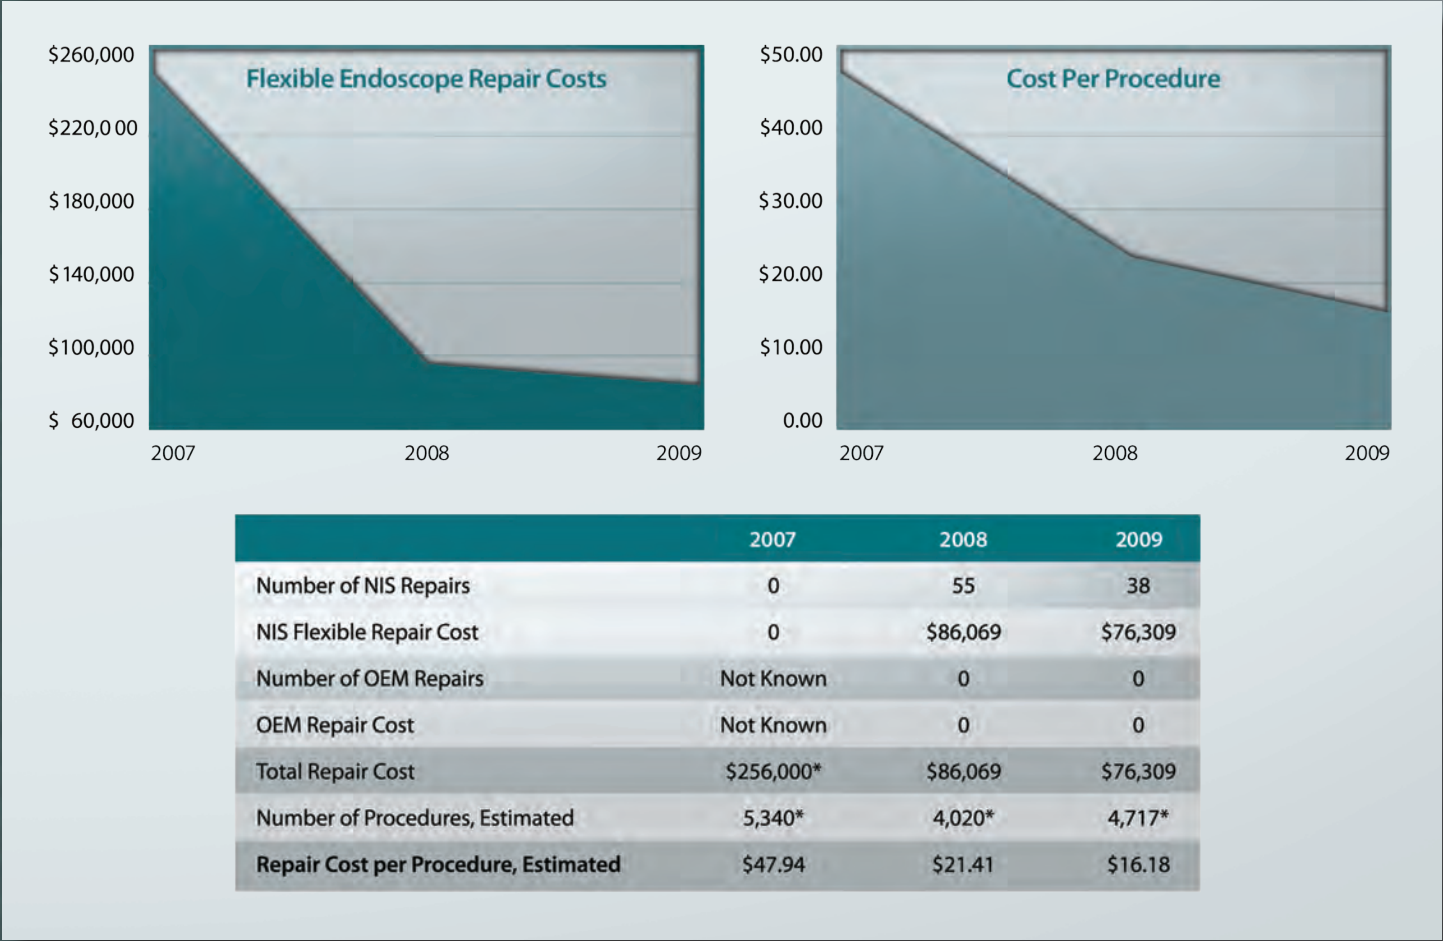 Flexible Endoscope Repair Costs
$260,000
$220,000
$180,000
$140,000
$100,000
$ 60,000
2007 2008 2009
Cost Per Procedure
$50.00
$40.00
$30.00
$20.00
$10.00
0.00
2007 2008 2009
2007 2008 2009
Number of NIS Repairs 0 55 38
NIS Flexible Repair Cost 0 $86,069 $76,309
Number of OEM Repairs Not Known 0 0
OEM Repair Cost Not Known 0 0
Total Repair Cost $256,000* $86,069 $76,309
Number of Procedures, Estimated 5,340* 4,020* 4,717*
Repair Cost per Procedure, Estimated $47.94 $21.41 $16.18